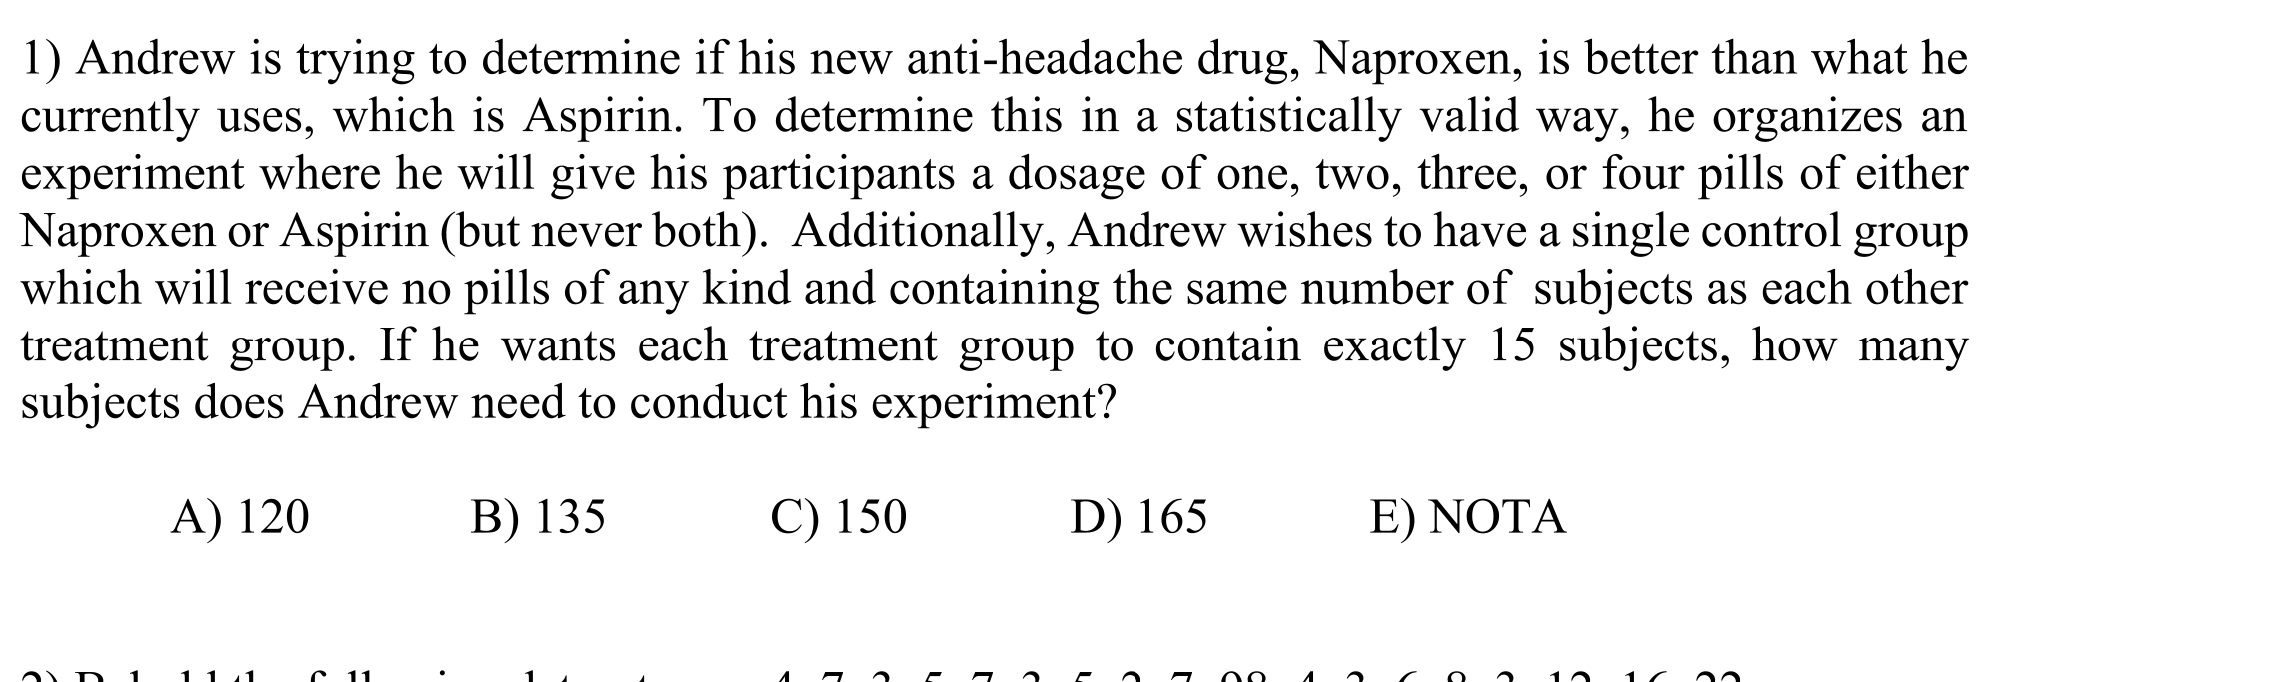 1) Andrew is trying to determine if his new anti-headache drug, Naproxen, is better than what he
currently uses, which is Aspirin. To determine this in a statistically valid way, he organizes an
experiment where he will give his participants a dosage of one, two, three, or four pills of either
Naproxen or Aspirin (but never both).  Additionally, Andrew wishes to have a single control group
which will receive no pills of any kind and containing the same number of  subjects as each other
treatment group. If he wants each treatment group to contain exactly 15 subjects, how many
subjects does Andrew need to conduct his experiment?
A) 120 B) 135 C) 150 D) 165 E) NOTA